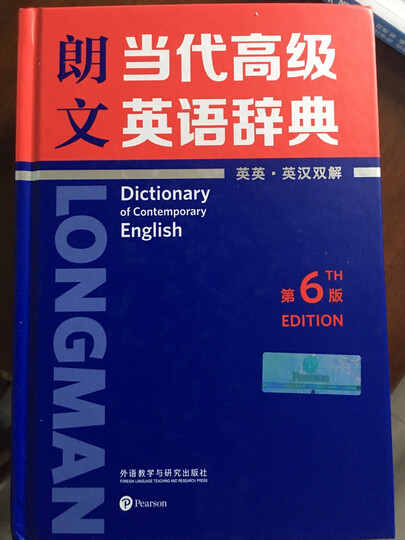 朗文
当代高级
英语辞典
英英·英汉双解
LONGMAN
Dictionary
of Contemporary
English
第6TH版
EDITION
Pearson
外语教学与研究出版社
FOREIGN LANGUAGE TEACHING AND RESEARCH PRESS
Pearson